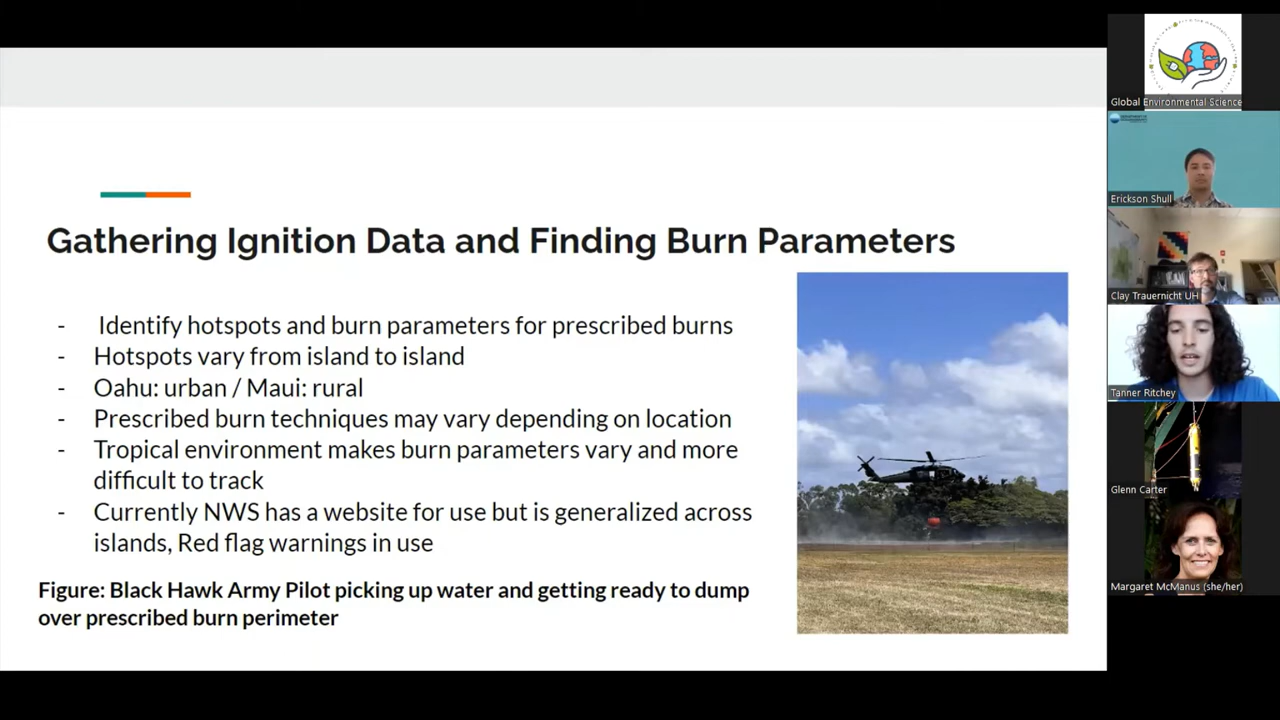 Gathering Ignition Data and Finding Burn Parameters
- Identify hotspots and burn parameters for prescribed burns
- Hotspots vary from island to island
- Oahu: urban / Maui: rural
- Prescribed burn techniques may vary depending on location
- Tropical environment makes burn parameters vary and more
difficult to track
- Currently NWS has a website for use but is generalized across
islands, Red flag warnings in use
Figure: Black Hawk Army Pilot picking up water and getting ready to dump
over prescribed burn perimeter
Global Environmental Science
Erickson Shull
Clay Trauernicht UH
Tanner Ritchey
Glenn Carter
Margaret McManus (she/her)